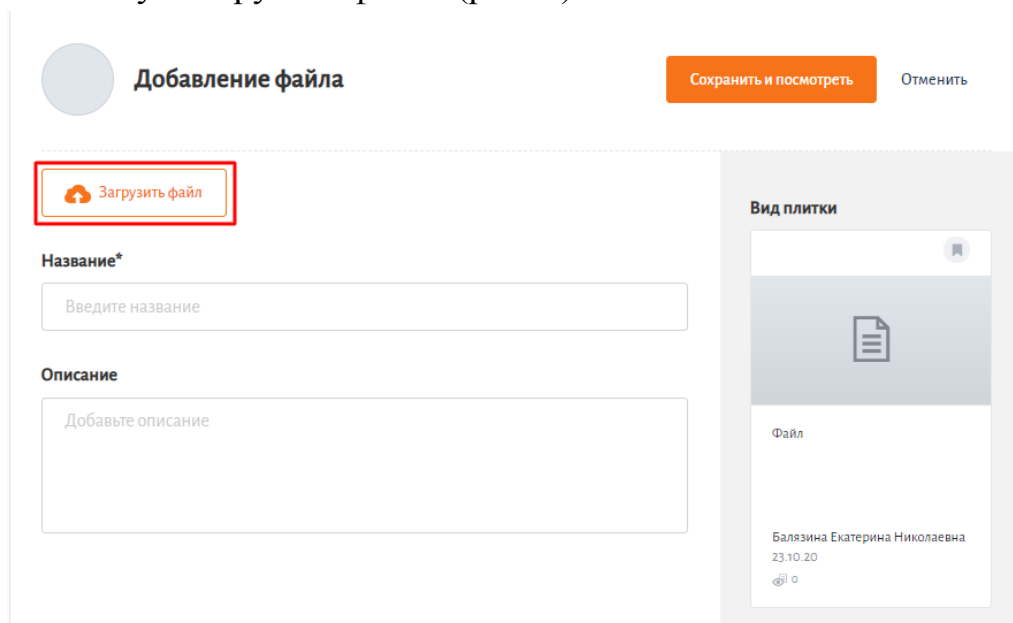 Добавление файла
Сохранить и посмотреть
Отменить
Загрузить файл
Название*
Введите название
Описание
Добавьте описание
Вид плитки
Файл
Балязина Екатерина Николаевна
23.10.20
0